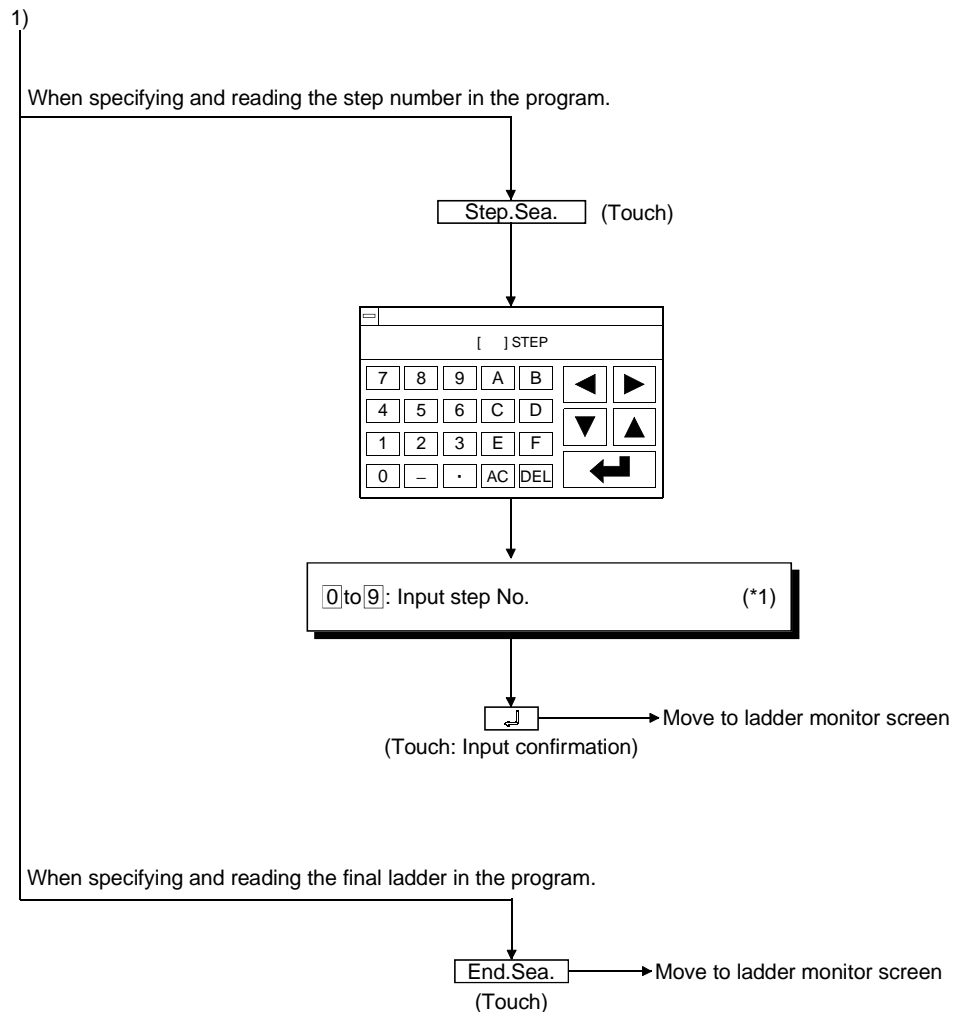 1)
When specifying and reading the step number in the program.
Step.Sea. (Touch)
[ ] STEP
7 8 9 A B
4 5 6 C D
1 2 3 E F
0 – · AC DEL
0 to 9 : Input step No. (*1)
Move to ladder monitor screen
(Touch: Input confirmation)
When specifying and reading the final ladder in the program.
End.Sea. Move to ladder monitor screen
(Touch)